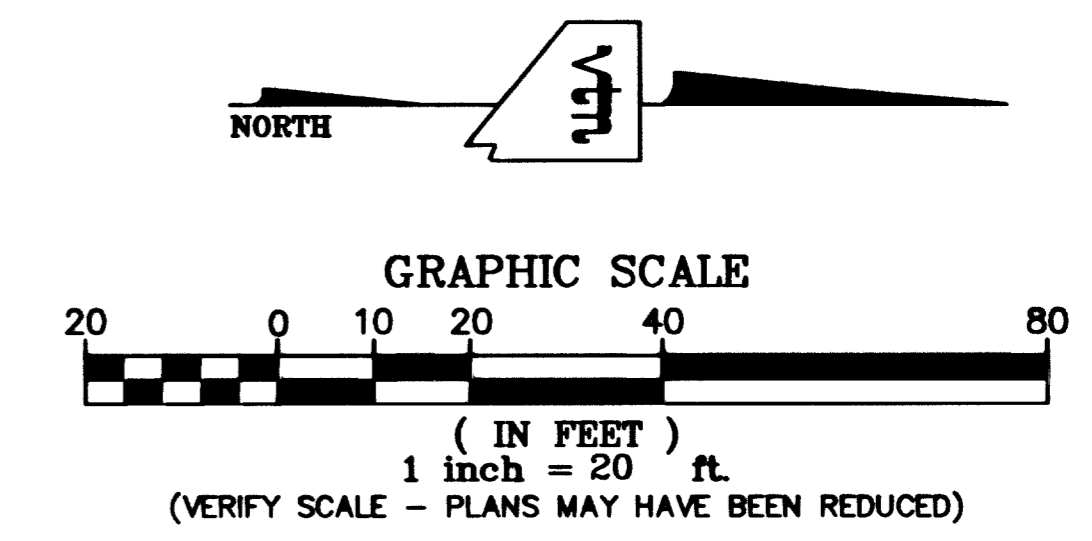 NORTH
GRAPHIC SCALE
20 0 10 20 40 80
( IN FEET )
1 inch = 20 ft.
(VERIFY SCALE – PLANS MAY HAVE BEEN REDUCED)